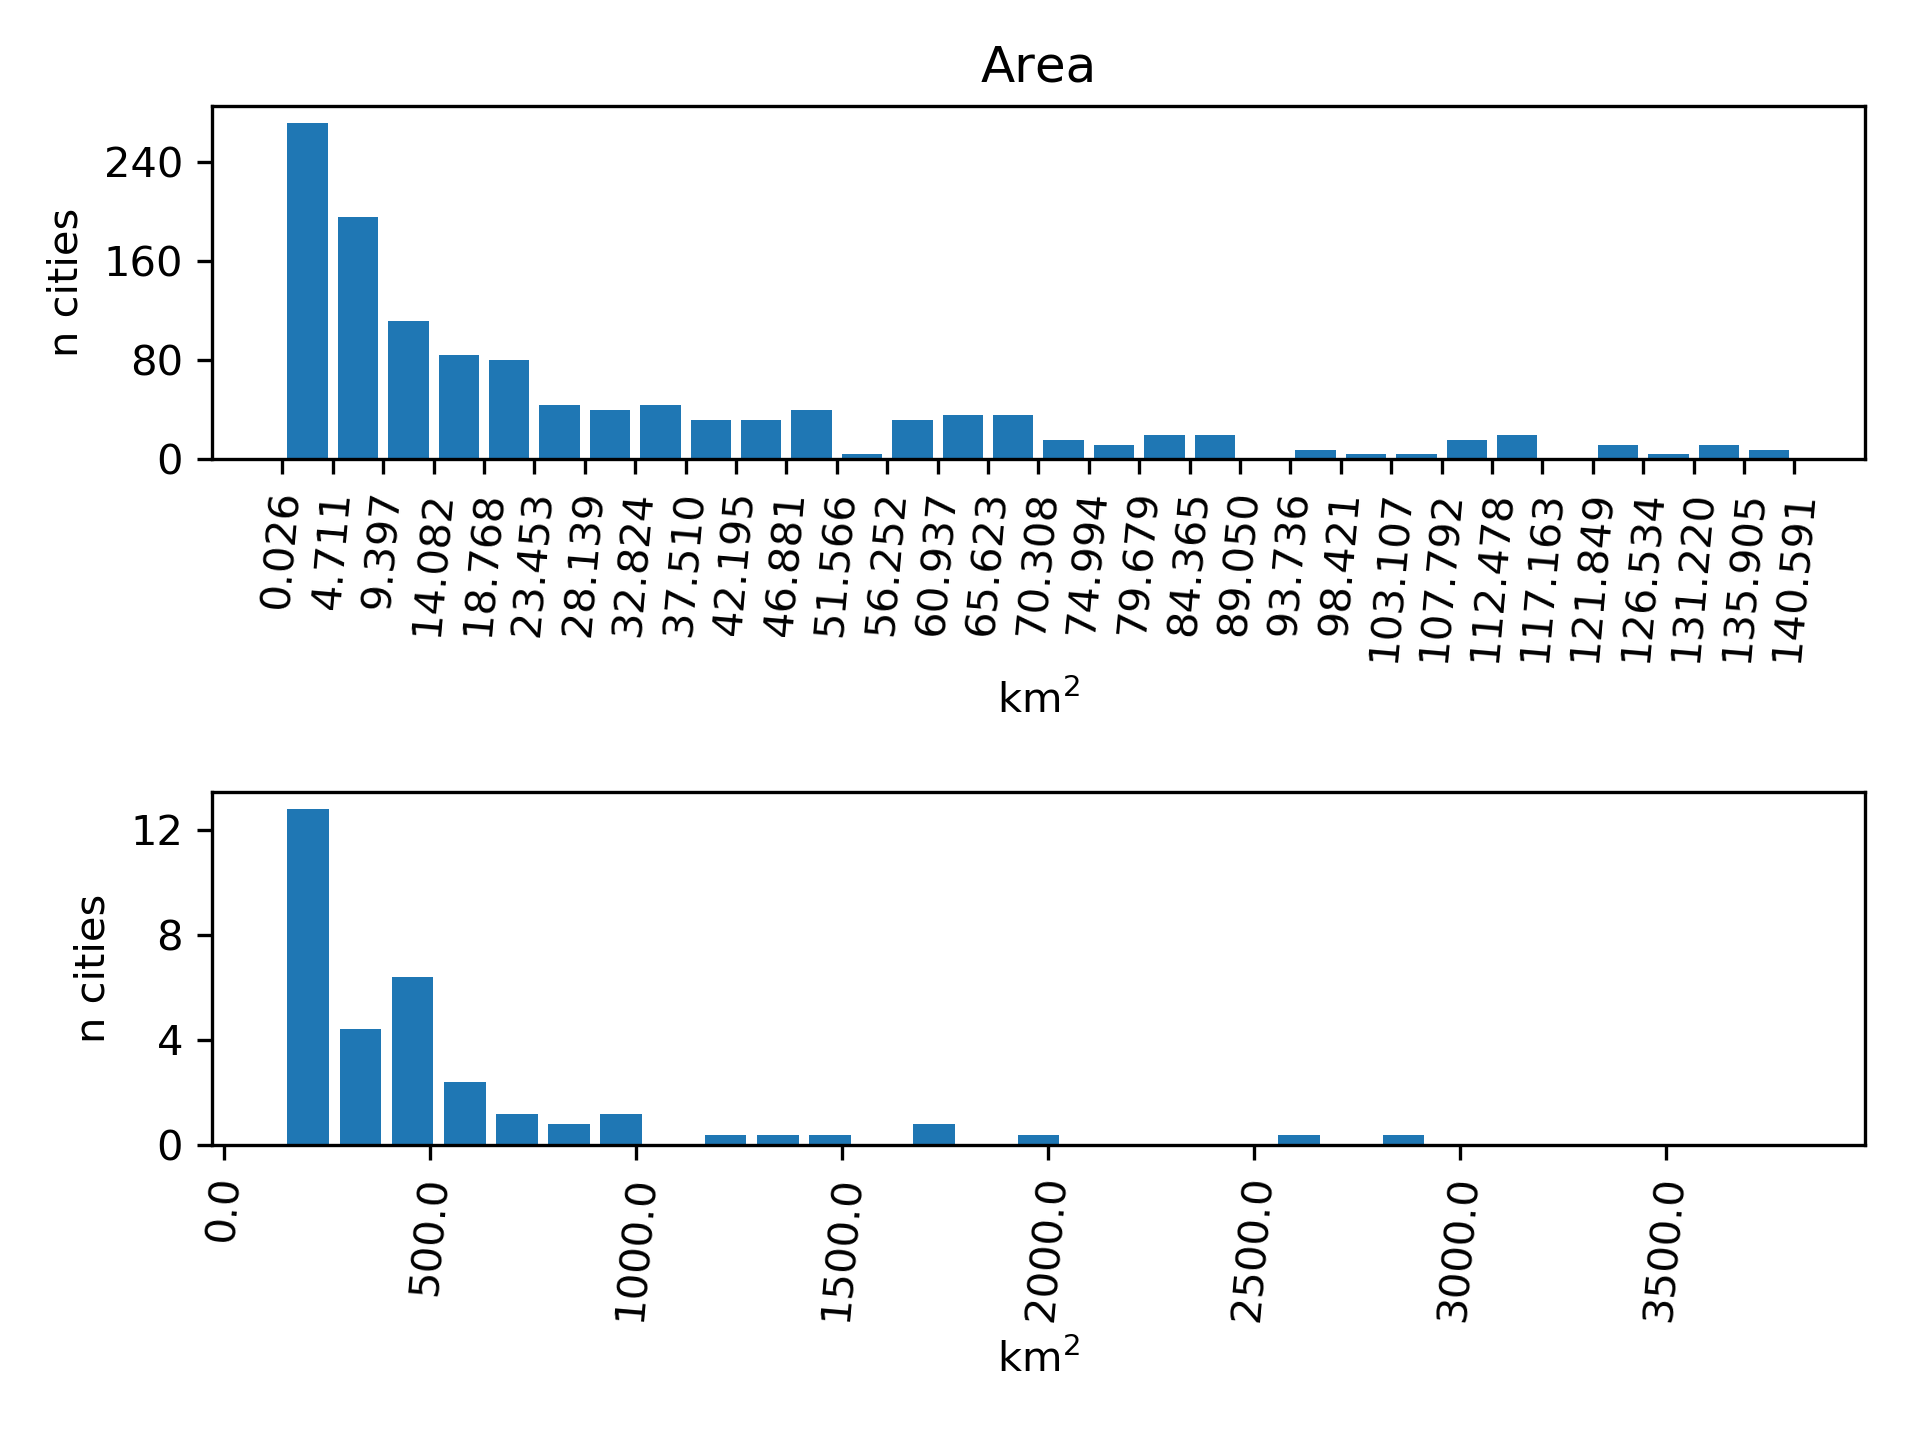 Area
240
160
80
0
n cities
0.026 4.711 9.397 14.082 18.768 23.453 28.139 32.824 37.510 42.195 46.881 51.566 56.252 60.937 65.623 70.308 74.994 79.679 84.365 89.050 93.736 98.421 103.107 107.792 112.478 117.163 121.849 126.534 131.220 135.905 140.591
km²
12
8
4
0
n cities
0.0 500.0 1000.0 1500.0 2000.0 2500.0 3000.0 3500.0
km²